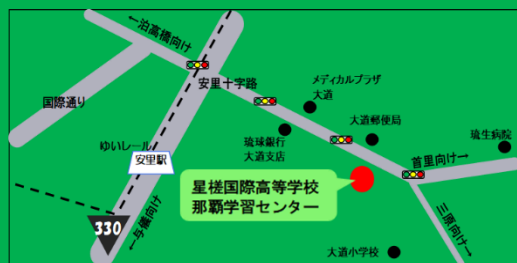 ←泊高橋向け
安里十字路
メディカルプラザ
大道
国際通り
大道郵便局
琉生病院
ゆいレール
安里駅
琉球銀行
大道支店
首里向け→
星槎国際高等学校
那覇学習センター
三原向け→
330
←与儀向け
大道小学校